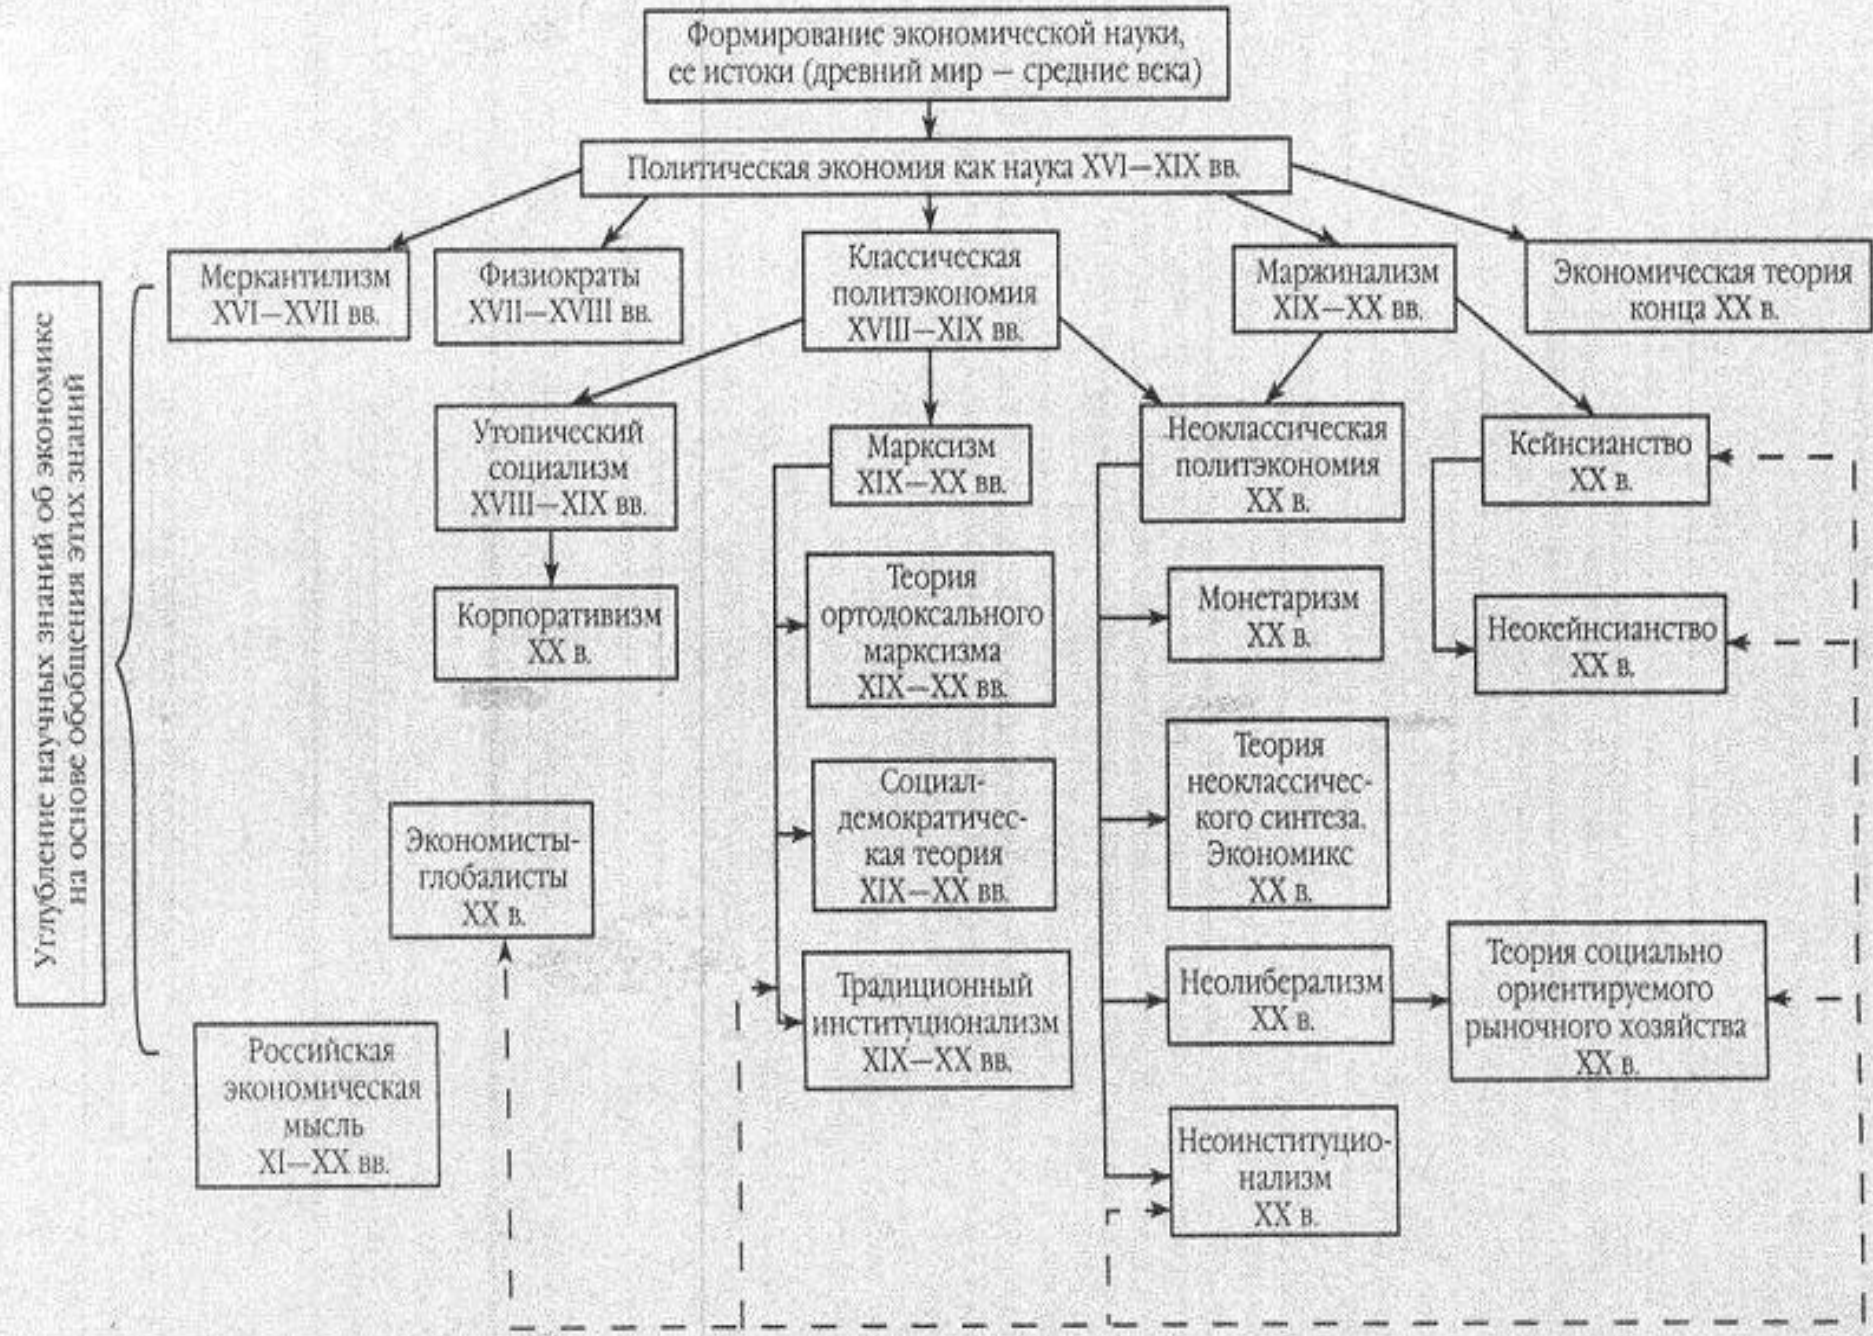 Формирование экономической науки,
ее истоки (древний мир — средние века)
Политическая экономия как наука XVI—XIX вв.
Меркантилизм
XVI—XVII вв.
Физиократы
XVII—XVIII вв.
Классическая
политэкономия
XVIII—XIX вв.
Маржинализм
XIX—XX вв.
Экономическая теория
конца XX в.
Углубление научных знаний об экономике
на основе обобщения этих знаний
Утопический
социализм
XVIII—XIX вв.
Марксизм
XIX—XX вв.
Неоклассическая
политэкономия
XX в.
Кейнсианство
XX в.
Корпоративизм
XX в.
Теория
ортодоксального
марксизма
XIX—XX вв.
Монетаризм
XX в.
Неокейнсианство
XX в.
Экономисты-
глобалисты
XX в.
Социал-
демократичес-
кая теория
XIX—XX вв.
Теория
неоклассичес-
кого синтеза.
Экономикс
XX в.
Российская
экономическая
мысль
XI—XX вв.
Традиционный
институционализм
XIX—XX вв.
Неолиберализм
XX в.
Теория социально
ориентируемого
рыночного хозяйства
XX в.
Неоинституцио-
нализм
XX в.